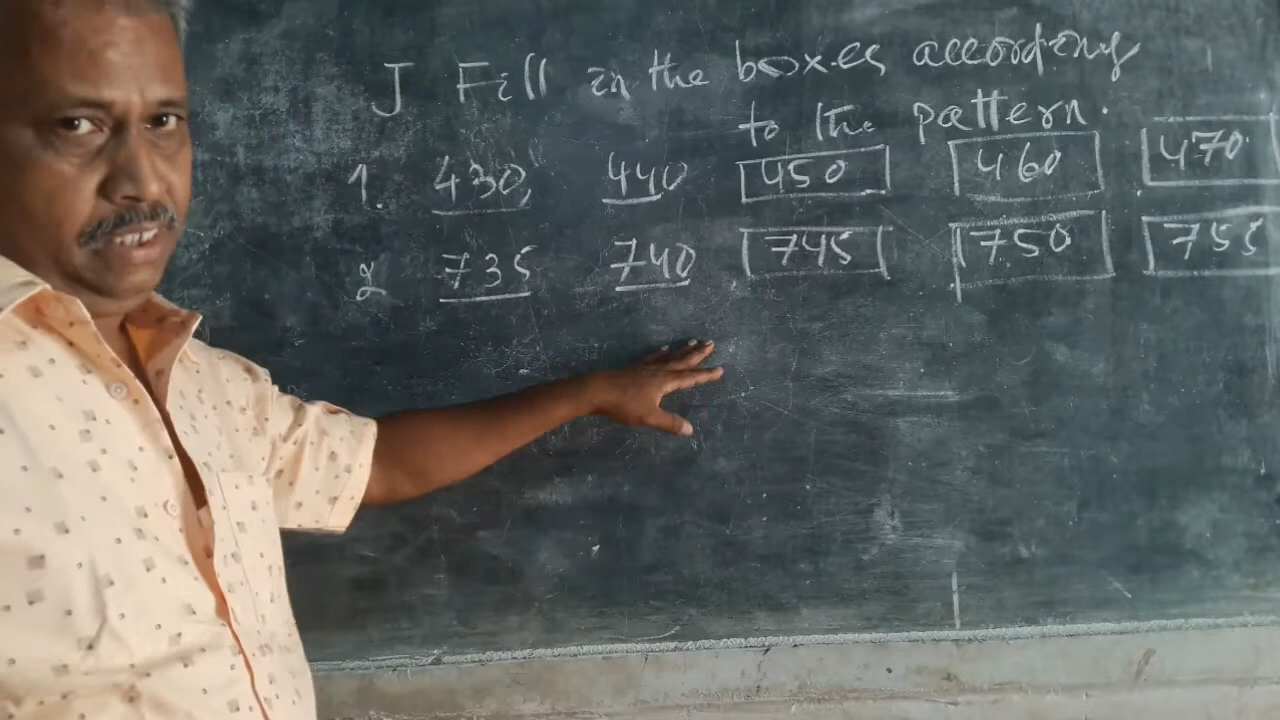 J Fill in the boxes according
to the pattern.
1. 430, 440 450 460 470
2 735 740 745 750 755